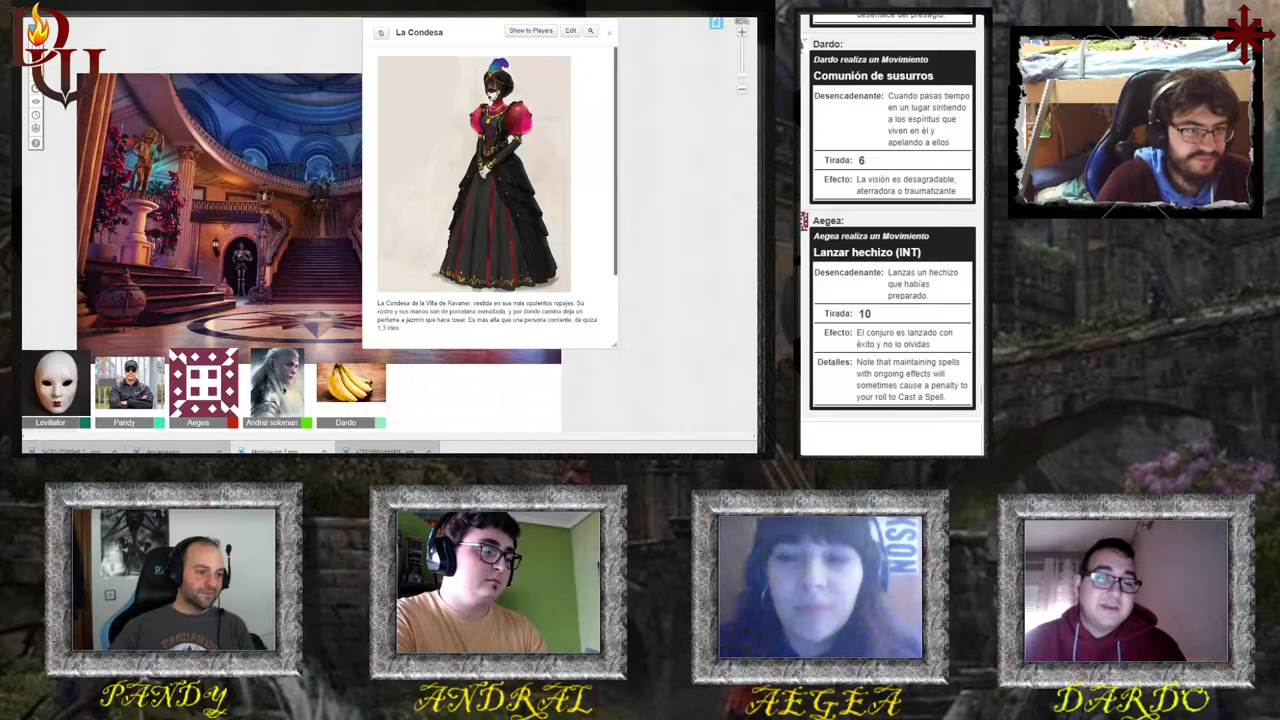 DU
La Condesa
Show to Players
Edit
La Condesa de la Villa de Ravaner, vestida en sus más opulentos ropajes. Su
rostro y sus manos son de porcelana esmaltada, y por donde camina deja un
perfume a jazmín que hace toser. Es más alta que una persona corriente, de quizá
Levillator
Pandy
Aegea
Andral solomari
Dardo
desenlace del presagio.
Dardo:
Dardo realiza un Movimiento
Comunión de susurros
Desencadenante: Cuando pasas tiempo
en un lugar sintiendo
a los espíritus que
viven en él y
apelando a ellos
Tirada: 6
Efecto: La visión es desagradable,
aterradora o traumatizante
Aegea:
Aegea realiza un Movimiento
Lanzar hechizo (INT)
Desencadenante: Lanzas un hechizo
que habías
preparado.
Tirada: 10
Efecto: El conjuro es lanzado con
éxito y no lo olvidas.
Detalles: Note that maintaining spells
with ongoing effects will
sometimes cause a penalty to
your roll to Cast a Spell.
PANDY
ANDRAL
AEGEA
DARDO